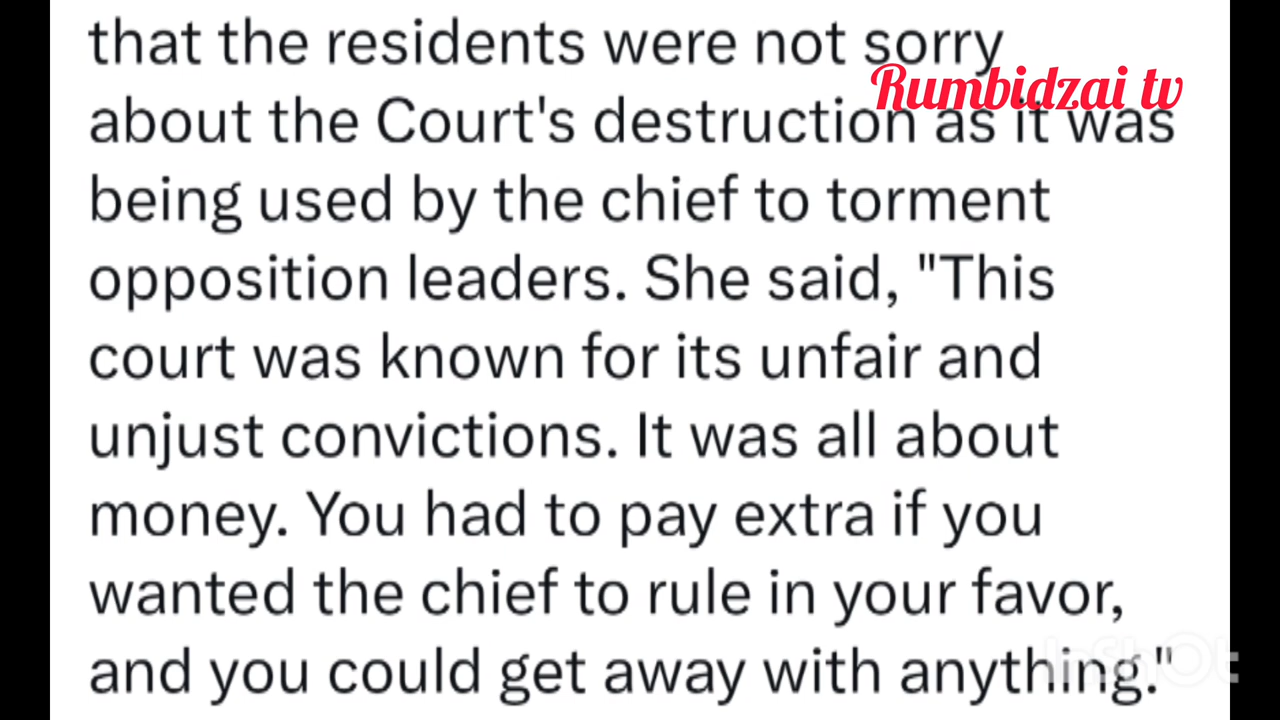 that the residents were not sorry
Rumbidzai tv
about the Court's destruction as it was
being used by the chief to torment
opposition leaders. She said, "This
court was known for its unfair and
unjust convictions. It was all about
money. You had to pay extra if you
wanted the chief to rule in your favor,
and you could get away with anything."
InShOt